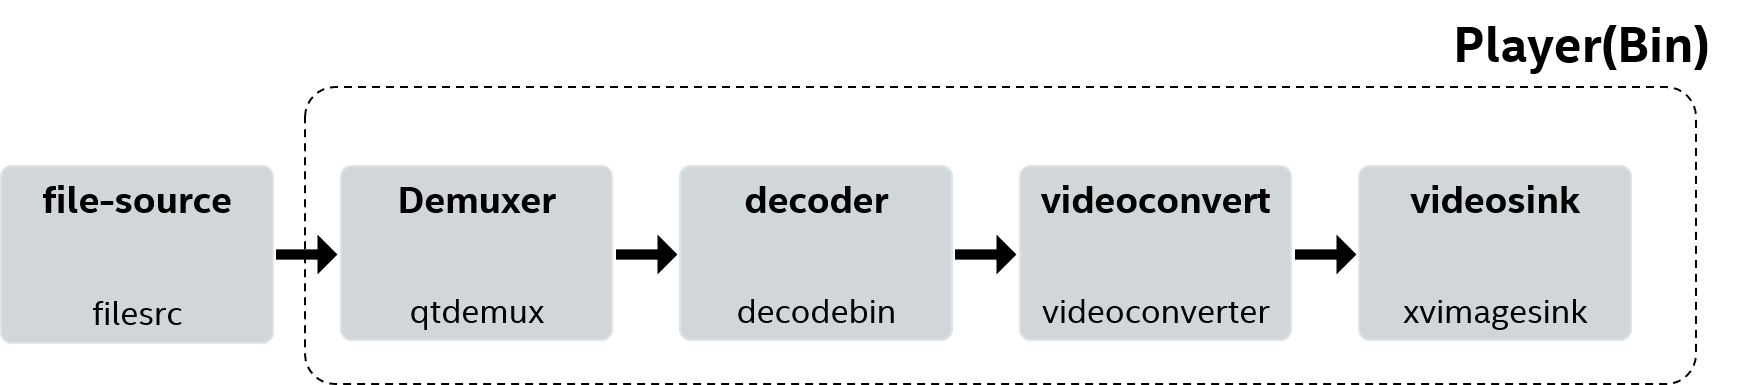 Player(Bin)
file-source
Demuxer
decoder
videoconvert
videosink
filesrc
qtdemux
decodebin
videoconverter
xvimagesink